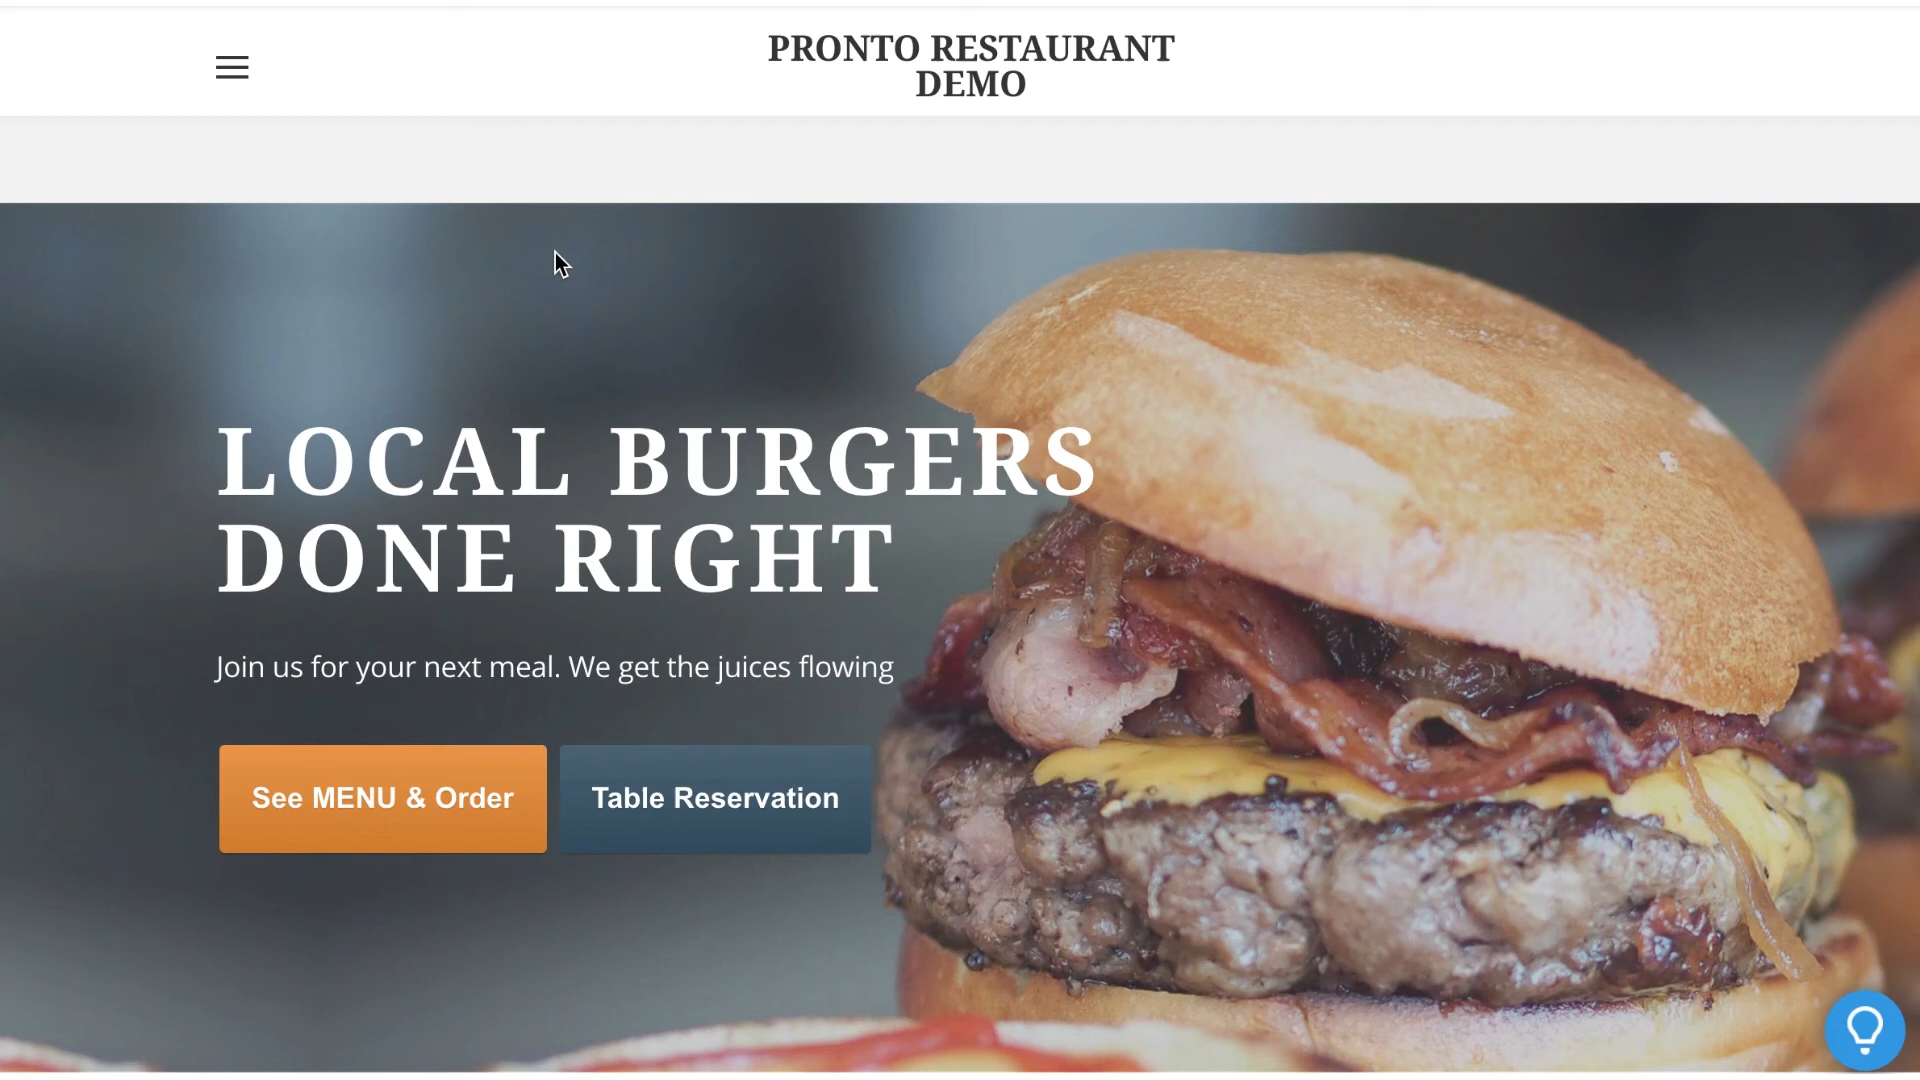 PRONTO RESTAURANT
DEMO
LOCAL BURGERS
DONE RIGHT
Join us for your next meal. We get the juices flowing
See MENU & Order
Table Reservation